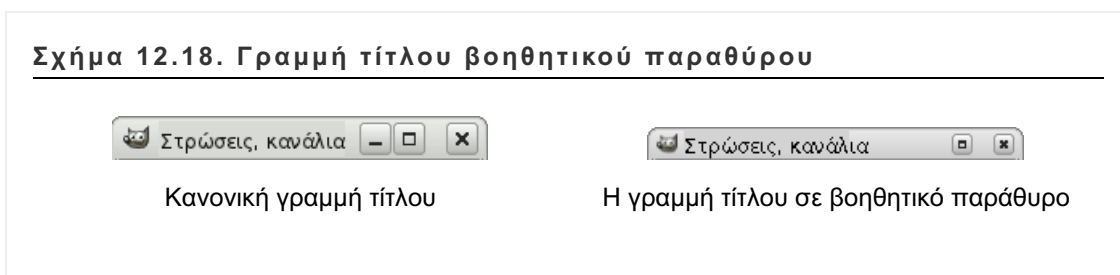 Σχήμα 12.18. Γραμμή τίτλου βοηθητικού παραθύρου
Στρώσεις, κανάλια
Στρώσεις, κανάλια
Κανονική γραμμή τίτλου
Η γραμμή τίτλου σε βοηθητικό παράθυρο